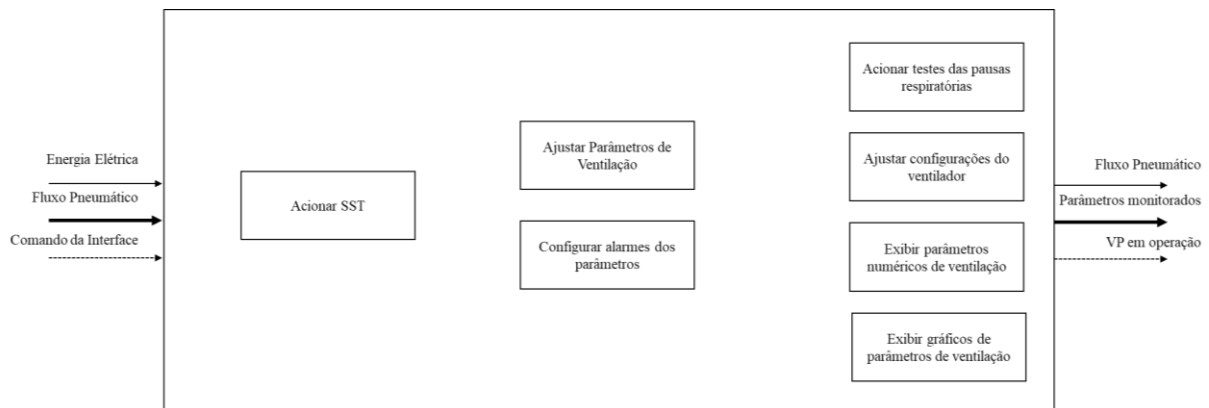 Energia Elétrica
Fluxo Pneumático
Comando da Interface
Acionar SST
Ajustar Parâmetros de
Ventilação
Configurar alarmes dos
parâmetros
Acionar testes das pausas
respiratórias
Ajustar configurações do
ventilador
Exibir parâmetros
numéricos de ventilação
Exibir gráficos de
parâmetros de ventilação
Fluxo Pneumático
Parâmetros monitorados
VP em operação